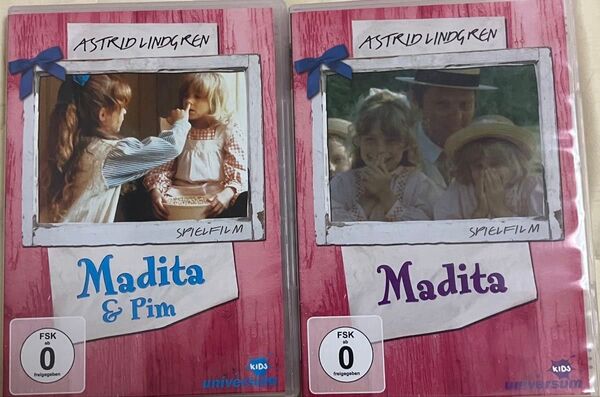 ASTRID LINDGREN
SPIELFILM
Madita
& Pim
FSK
ab
0
freigegeben
KIDS
universum
ASTRID LINDGREN
SPIELFILM
Madita
FSK
ab
0
freigegeben
KIDS
universum